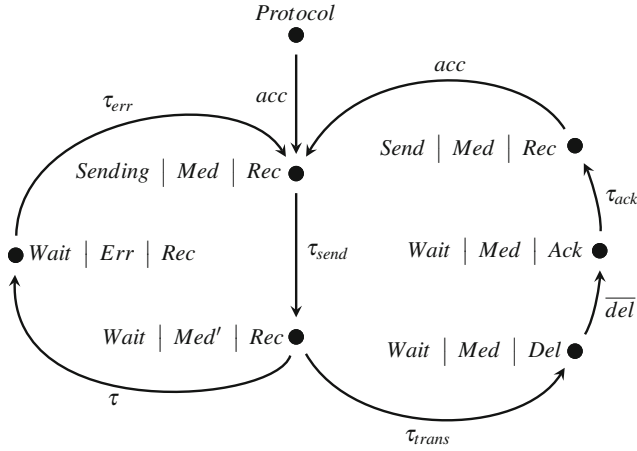 Protocol
acc
acc
τerr
Send | Med | Rec
Sending | Med | Rec
τack
Wait | Err | Rec
τsend
Wait | Med | Ack
del
Wait | Med′ | Rec
Wait | Med | Del
τ
τtrans